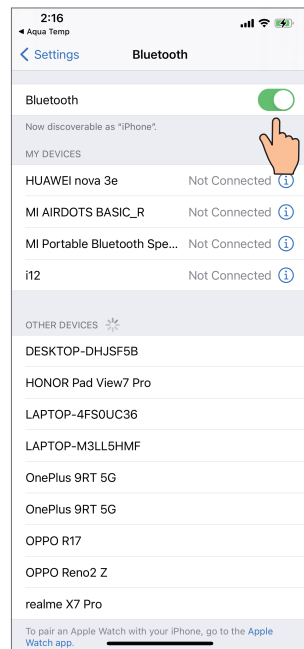 2:16
◀ Aqua Temp
Settings Bluetooth
Bluetooth
Now discoverable as "iPhone".
MY DEVICES
HUAWEI nova 3e Not Connected
MI AIRDOTS BASIC_R Not Connected
MI Portable Bluetooth Spe... Not Connected
i12 Not Connected
OTHER DEVICES
DESKTOP-DHJSF5B
HONOR Pad View7 Pro
LAPTOP-4FS0UC36
LAPTOP-M3LL5HMF
OnePlus 9RT 5G
OnePlus 9RT 5G
OPPO R17
OPPO Reno2 Z
realme X7 Pro
To pair an Apple Watch with your iPhone, go to the Apple
Watch app.